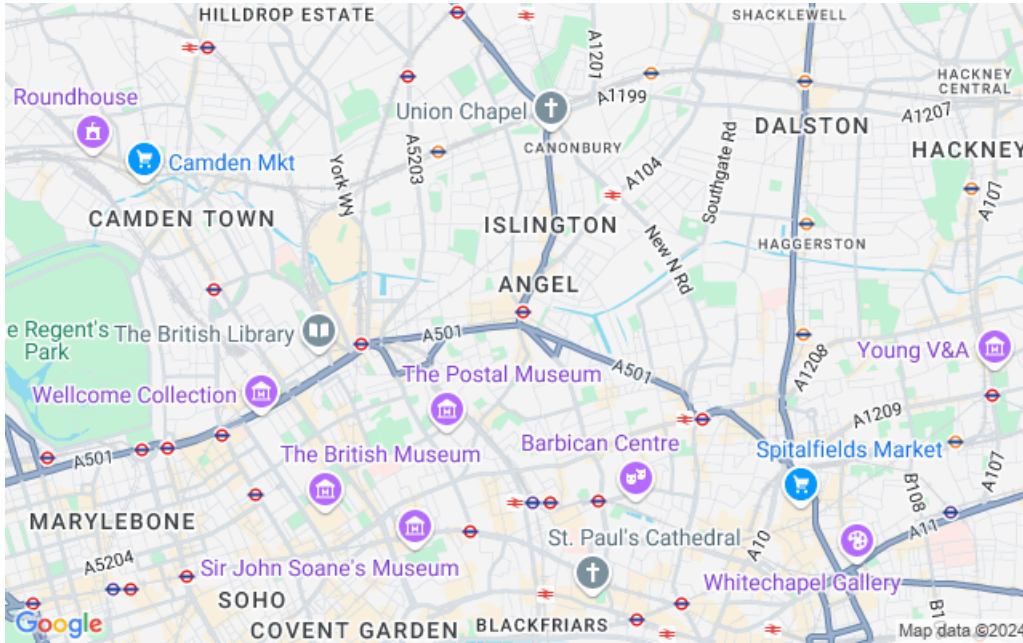 HILLDROP ESTATE
SHACKLEWELL
A1201
Roundhouse
Union Chapel
A1199
HACKNEY
CENTRAL
A1207
DALSTON
Camden Mkt
York Wy
A5203
CANONBURY
A104
Southgate Rd
HACKNEY
A107
CAMDEN TOWN
ISLINGTON
New N Rd
HAGGERSTON
ANGEL
e Regent's
Park
The British Library
A501
A501
A1208
Young V&A
Wellcome Collection
The Postal Museum
A1209
A501
The British Museum
Barbican Centre
Spitalfields Market
A107
B108
MARYLEBONE
A11
St. Paul's Cathedral
A10
A5204
Sir John Soane's Museum
Whitechapel Gallery
SOHO
COVENT GARDEN
BLACKFRIARS
Google
Map data ©2024